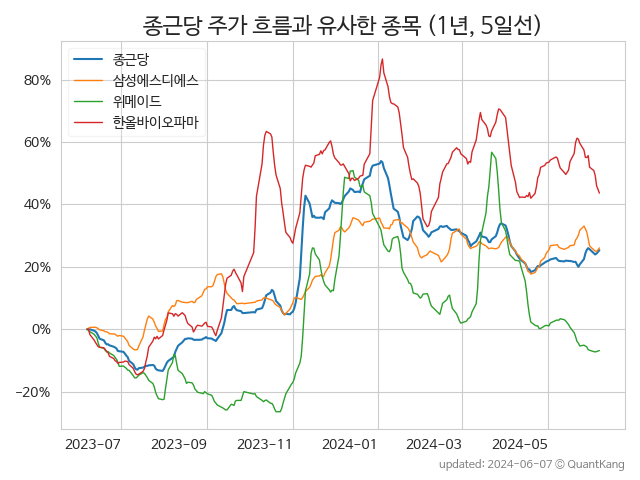 종근당 주가 흐름과 유사한 종목 (1년, 5일선)
종근당
삼성에스디에스
위메이드
한올바이오파마
80%
60%
40%
20%
0%
−20%
2023-07 2023-09 2023-11 2024-01 2024-03 2024-05
updated: 2024-06-07 © QuantKang